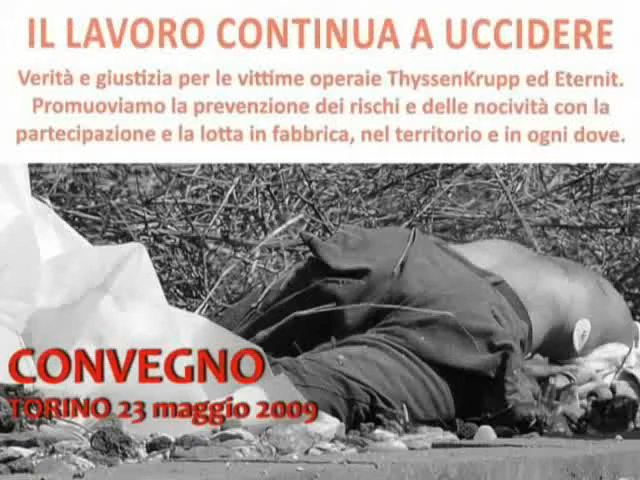 IL LAVORO CONTINUA A UCCIDERE
Verità e giustizia per le vittime operaie ThyssenKrupp ed Eternit.
Promuoviamo la prevenzione dei rischi e delle nocività con la
partecipazione e la lotta in fabbrica, nel territorio e in ogni dove.
CONVEGNO
TORINO 23 maggio 2009